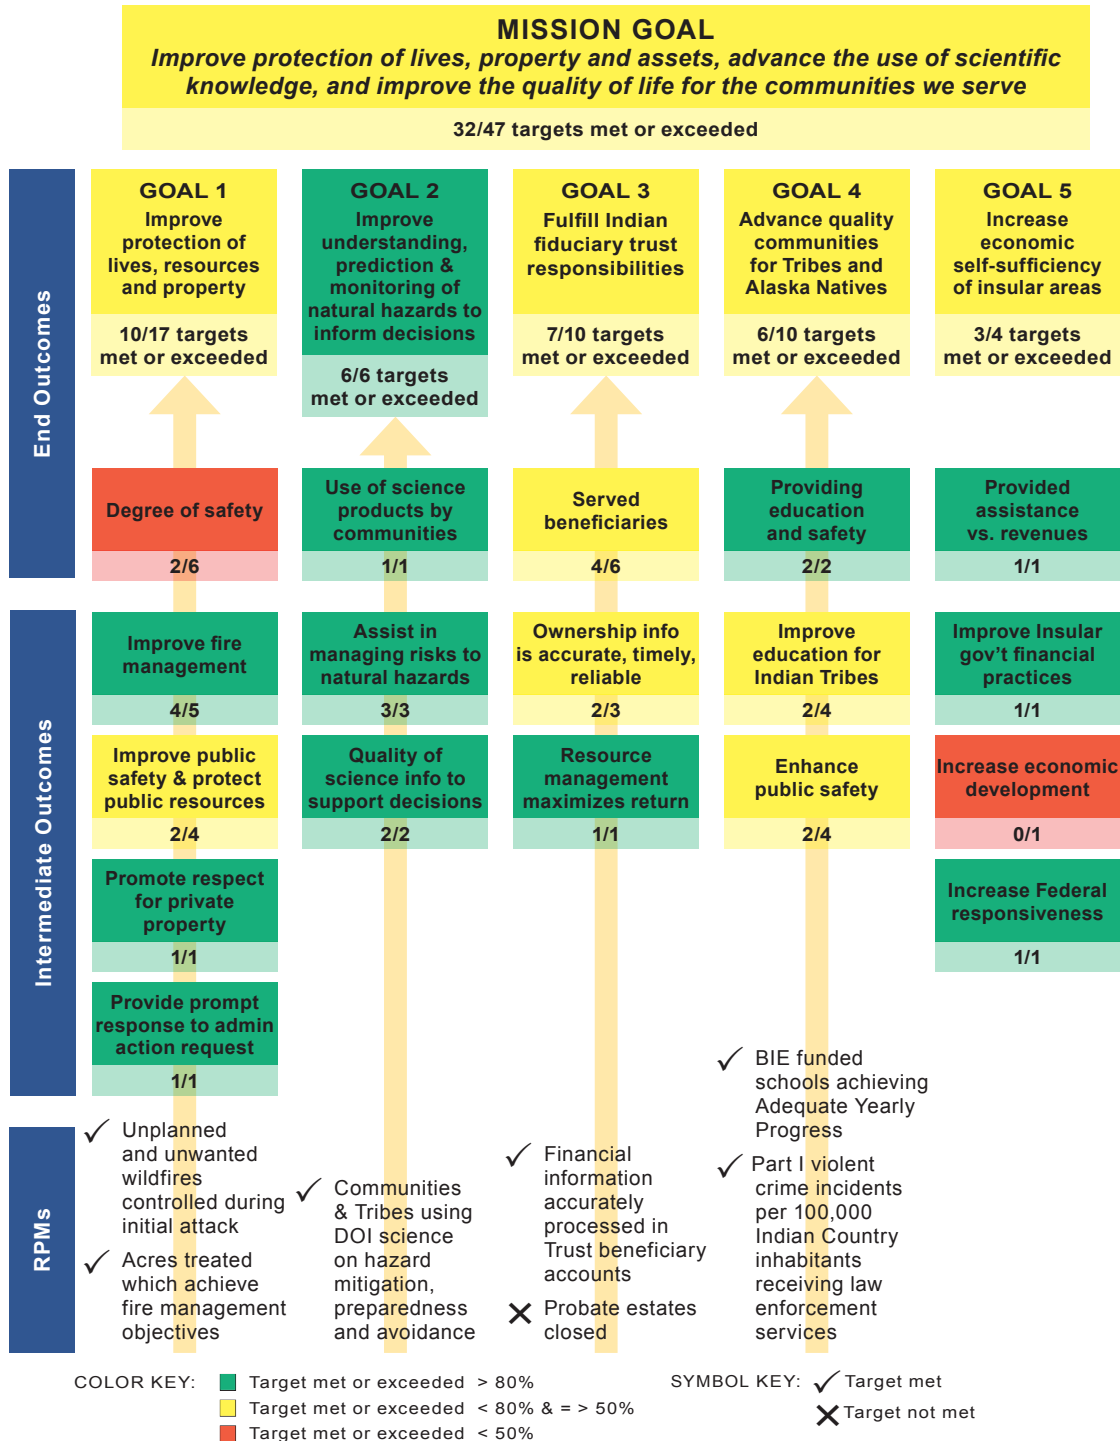 MISSION GOAL
Improve protection of lives, property and assets, advance the use of scientific
knowledge, and improve the quality of life for the communities we serve
32/47 targets met or exceeded
End Outcomes
GOAL 1
Improve
protection of
lives, resources
and property
10/17 targets
met or exceeded
GOAL 2
Improve
understanding,
prediction &
monitoring of
natural hazards to
inform decisions
6/6 targets
met or exceeded
GOAL 3
Fulfill Indian
fiduciary trust
responsibilities
7/10 targets
met or exceeded
GOAL 4
Advance quality
communities
for Tribes and
Alaska Natives
6/10 targets
met or exceeded
GOAL 5
Increase
economic
self-sufficiency
of insular areas
3/4 targets
met or exceeded
Degree of safety
2/6
Use of science
products by
communities
1/1
Served
beneficiaries
4/6
Providing
education
and safety
2/2
Provided
assistance
vs. revenues
1/1
Intermediate Outcomes
Improve fire
management
4/5
Assist in
managing risks to
natural hazards
3/3
Ownership info
is accurate, timely,
reliable
2/3
Improve
education for
Indian Tribes
2/4
Improve Insular
gov't financial
practices
1/1
Improve public
safety & protect
public resources
2/4
Quality of
science info to
support decisions
2/2
Resource
management
maximizes return
1/1
Enhance
public safety
2/4
Increase economic
development
0/1
Promote respect
for private
property
1/1
Increase Federal
responsiveness
1/1
Provide prompt
response to admin
action request
1/1
RPMs
✓ Unplanned
and unwanted
wildfires
controlled during
initial attack
✓ Acres treated
which achieve
fire management
objectives
✓ Communities
& Tribes using
DOI science
on hazard
mitigation,
preparedness
and avoidance
✓ Financial
information
accurately
processed in
Trust beneficiary
accounts
✕ Probate estates
closed
✓ BIE funded
schools achieving
Adequate Yearly
Progress
✓ Part I violent
crime incidents
per 100,000
Indian Country
inhabitants
receiving law
enforcement
services
COLOR KEY:
Target met or exceeded > 80%
Target met or exceeded < 80% & = > 50%
Target met or exceeded < 50%
SYMBOL KEY:
✓ Target met
✕ Target not met